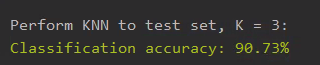 Perform KNN to test set, K = 3:
Classification accuracy: 90.73%